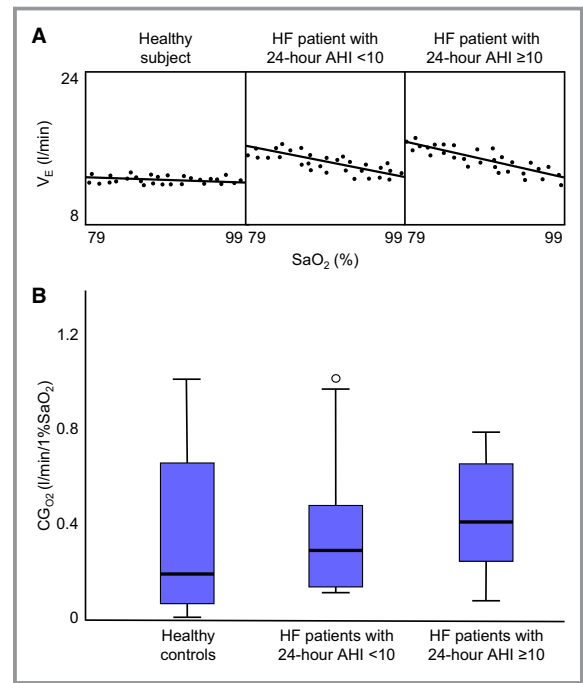 A
Healthy
subject
HF patient with
24-hour AHI <10
HF patient with
24-hour AHI ≥10
24
V_E (l/min)
8
79
99
79
99
79
99
SaO₂ (%)
B
1.2
0.8
0.4
0
CG_O2 (l/min/1%SaO₂)
Healthy
controls
HF patients with
24-hour AHI <10
HF patients with
24-hour AHI ≥10